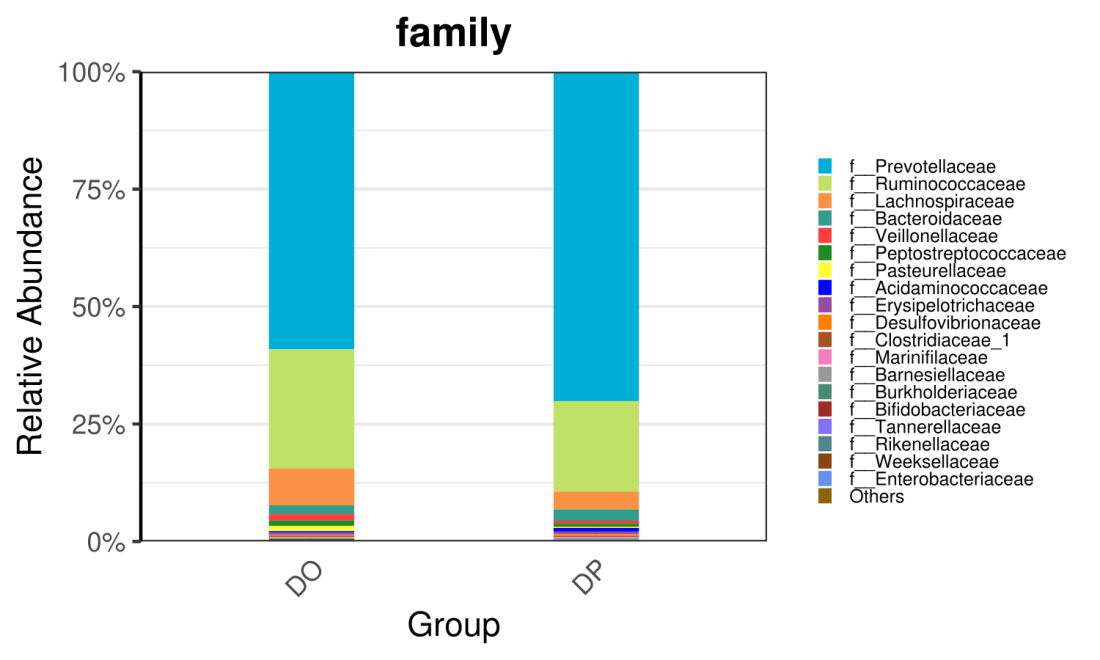 family
100%
75%
50%
25%
0%
Relative Abundance
DO
DP
Group
f__Prevotellaceae
f__Ruminococcaceae
f__Lachnospiraceae
f__Bacteroidaceae
f__Veillonellaceae
f__Peptostreptococcaceae
f__Pasteurellaceae
f__Acidaminococcaceae
f__Erysipelotrichaceae
f__Desulfovibrionaceae
f__Clostridiaceae_1
f__Marinifilaceae
f__Barnesiellaceae
f__Burkholderiaceae
f__Bifidobacteriaceae
f__Tannerellaceae
f__Rikenellaceae
f__Weeksellaceae
f__Enterobacteriaceae
Others